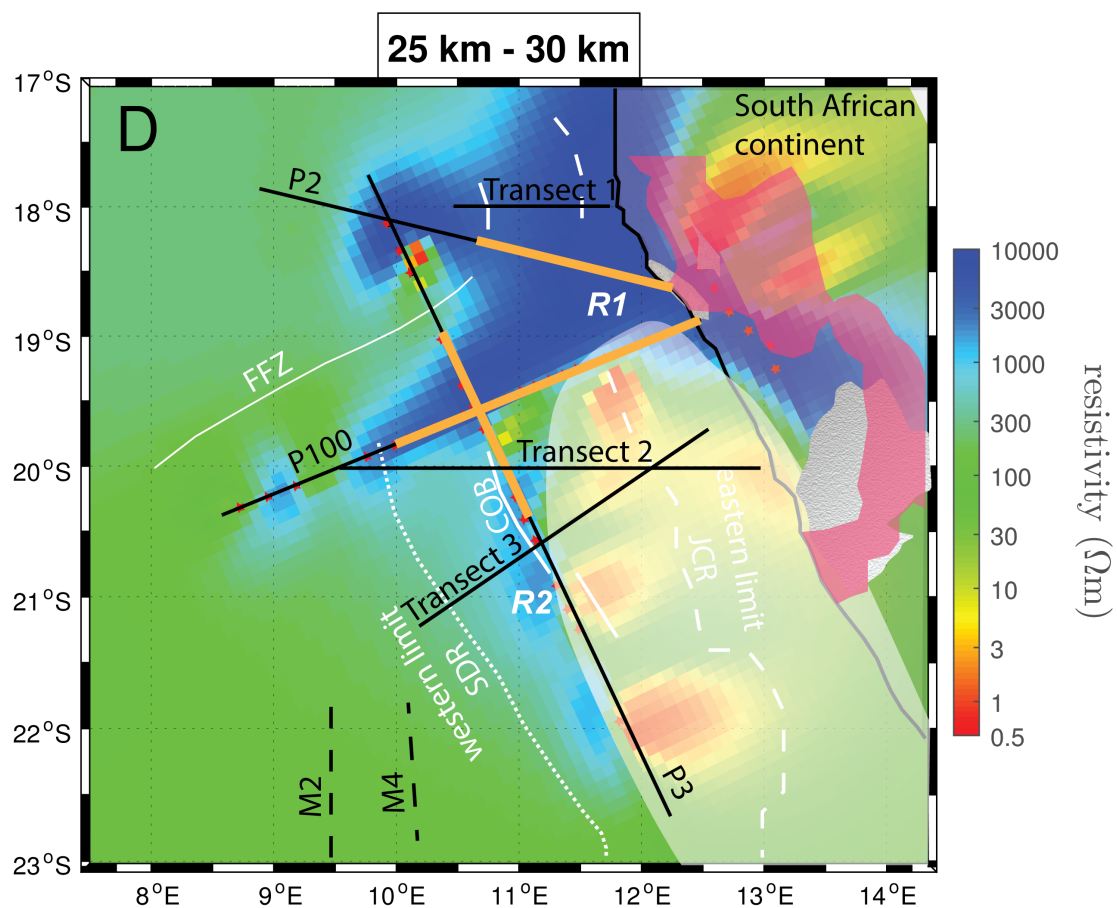 25 km - 30 km
D
South African
continent
17°S
18°S
19°S
20°S
21°S
22°S
23°S
8°E
9°E
10°E
11°E
12°E
13°E
14°E
P2
Transect 1
R1
FFZ
P100
Transect 2
COB
Transect 3
R2
eastern limit
JCR
western limit
SDR
M2
M4
P3
10000
3000
1000
300
100
30
10
3
1
0.5
resistivity (Ωm)